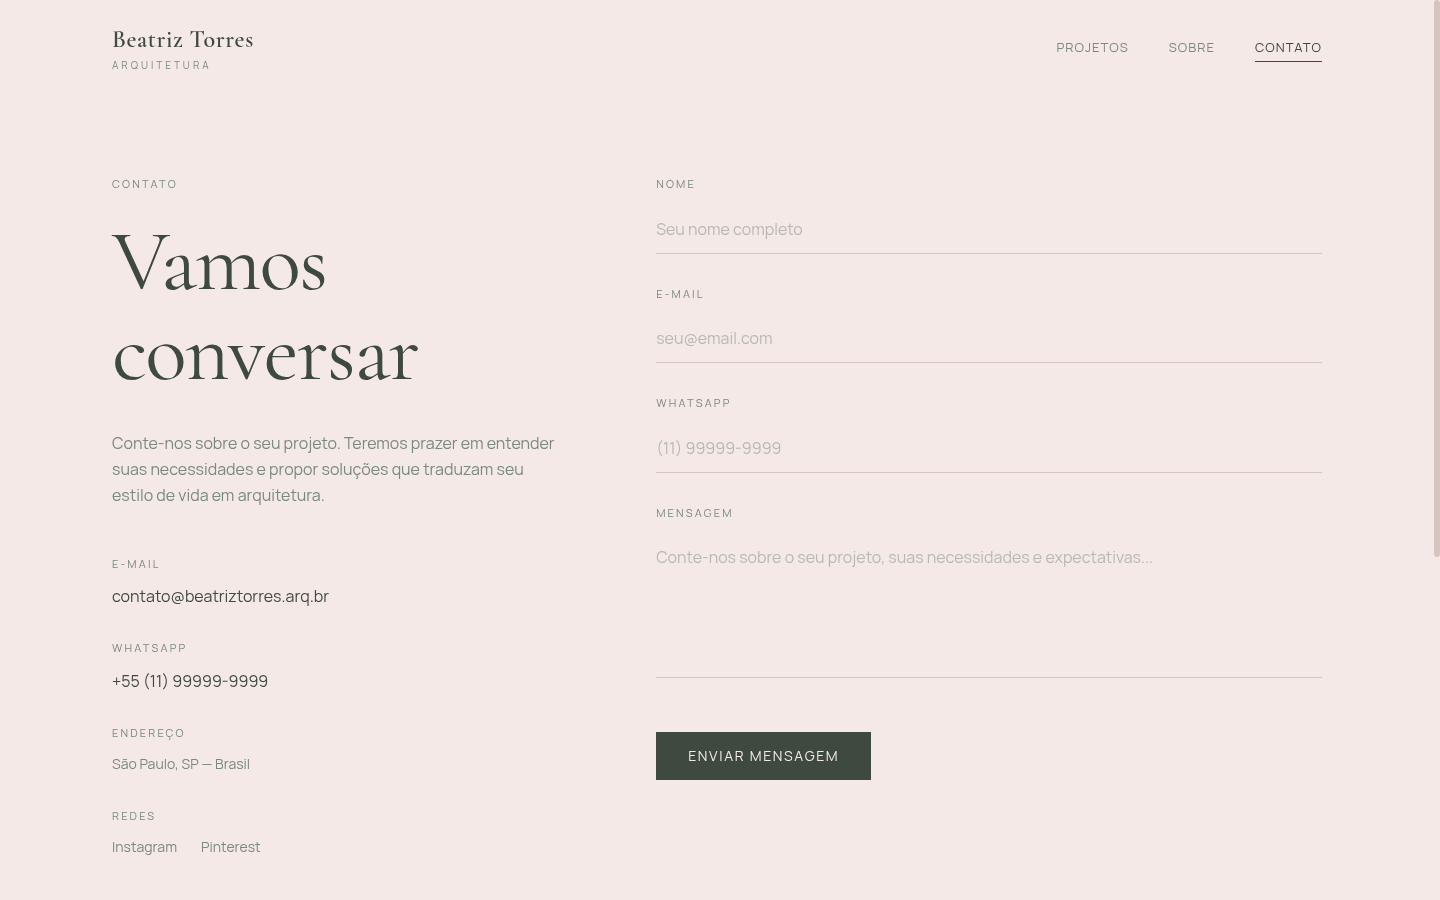 Beatriz Torres
ARQUITETURA
PROJETOS
SOBRE
CONTATO
CONTATO
Vamos
conversar
Conte-nos sobre o seu projeto. Teremos prazer em entender
suas necessidades e propor soluções que traduzam seu
estilo de vida em arquitetura.
E-MAIL
contato@beatriztorres.arq.br
WHATSAPP
+55 (11) 99999-9999
ENDEREÇO
São Paulo, SP — Brasil
REDES
Instagram
Pinterest
NOME
Seu nome completo
E-MAIL
seu@email.com
WHATSAPP
(11) 99999-9999
MENSAGEM
Conte-nos sobre o seu projeto, suas necessidades e expectativas...
ENVIAR MENSAGEM